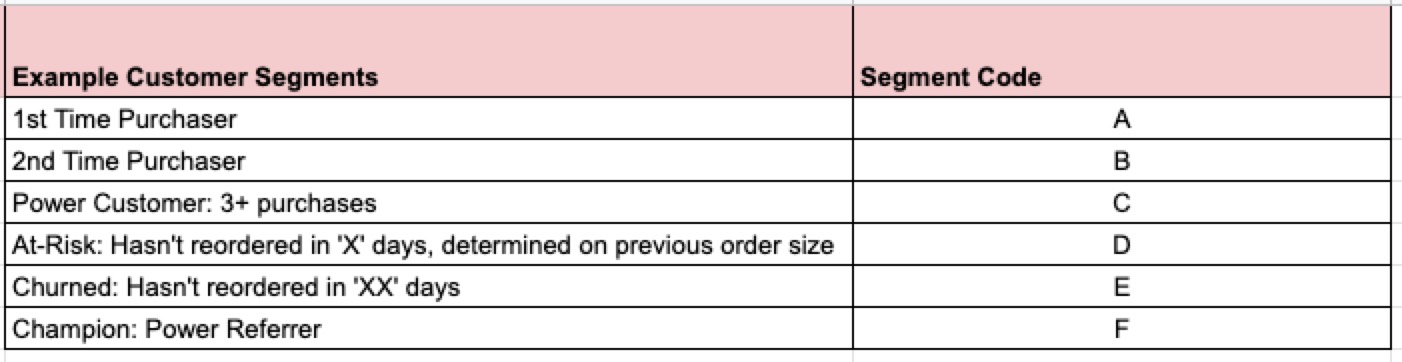 Example Customer Segments Segment Code
1st Time Purchaser A
2nd Time Purchaser B
Power Customer: 3+ purchases C
At-Risk: Hasn't reordered in 'X' days, determined on previous order size D
Churned: Hasn't reordered in 'XX' days E
Champion: Power Referrer F